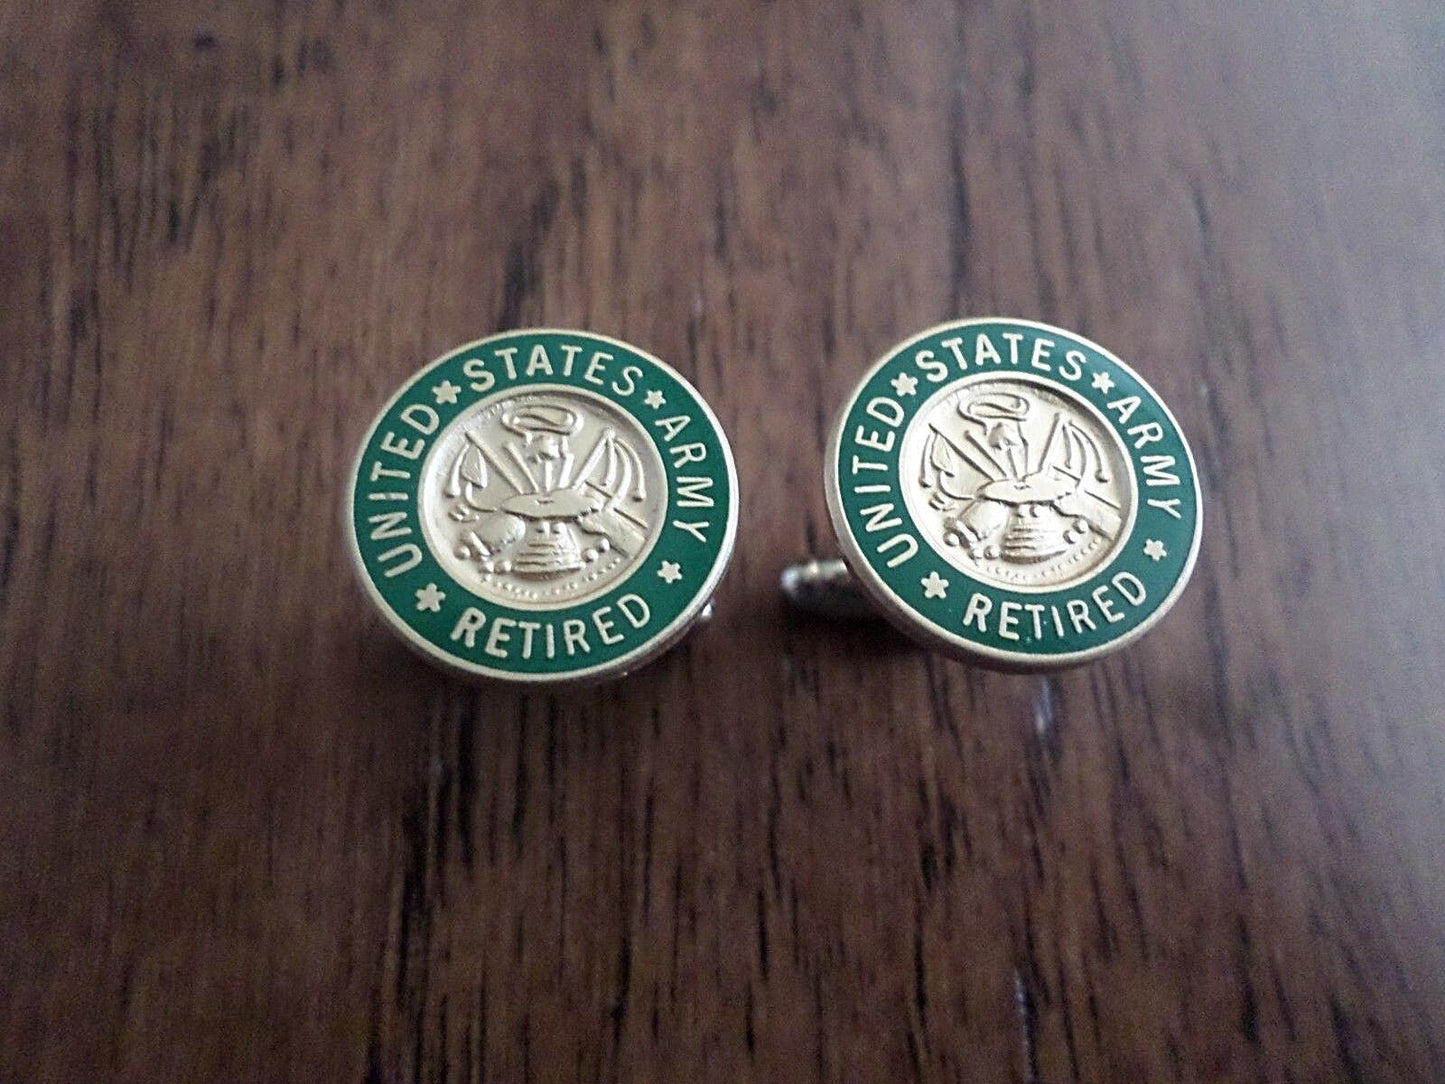 UNITED ★ STATES ★ ARMY
★ RETIRED ★
UNITED ★ STATES ★ ARMY
★ RETIRED ★